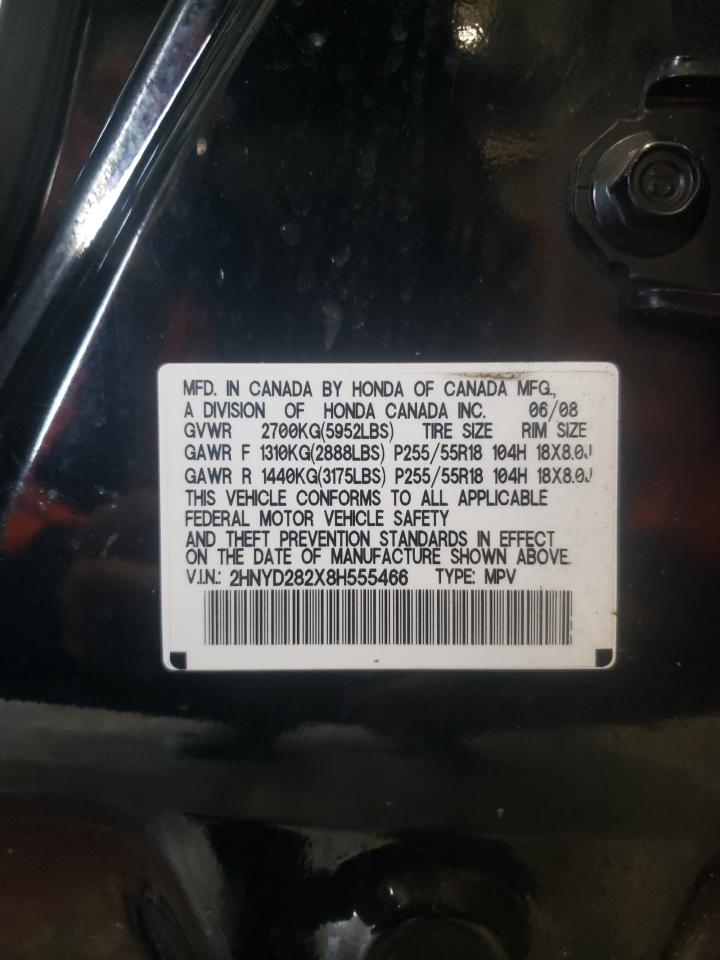 MFD. IN CANADA BY HONDA OF CANADA MFG.,
A DIVISION OF HONDA CANADA INC. 06/08
GVWR 2700KG(5952LBS) TIRE SIZE RIM SIZE
GAWR F 1310KG(2888LBS) P255/55R18 104H 18X8.0J
GAWR R 1440KG(3175LBS) P255/55R18 104H 18X8.0J
THIS VEHICLE CONFORMS TO ALL APPLICABLE
FEDERAL MOTOR VEHICLE SAFETY
AND THEFT PREVENTION STANDARDS IN EFFECT
ON THE DATE OF MANUFACTURE SHOWN ABOVE.
V.I.N.: 2HNYD282X8H555466 TYPE: MPV